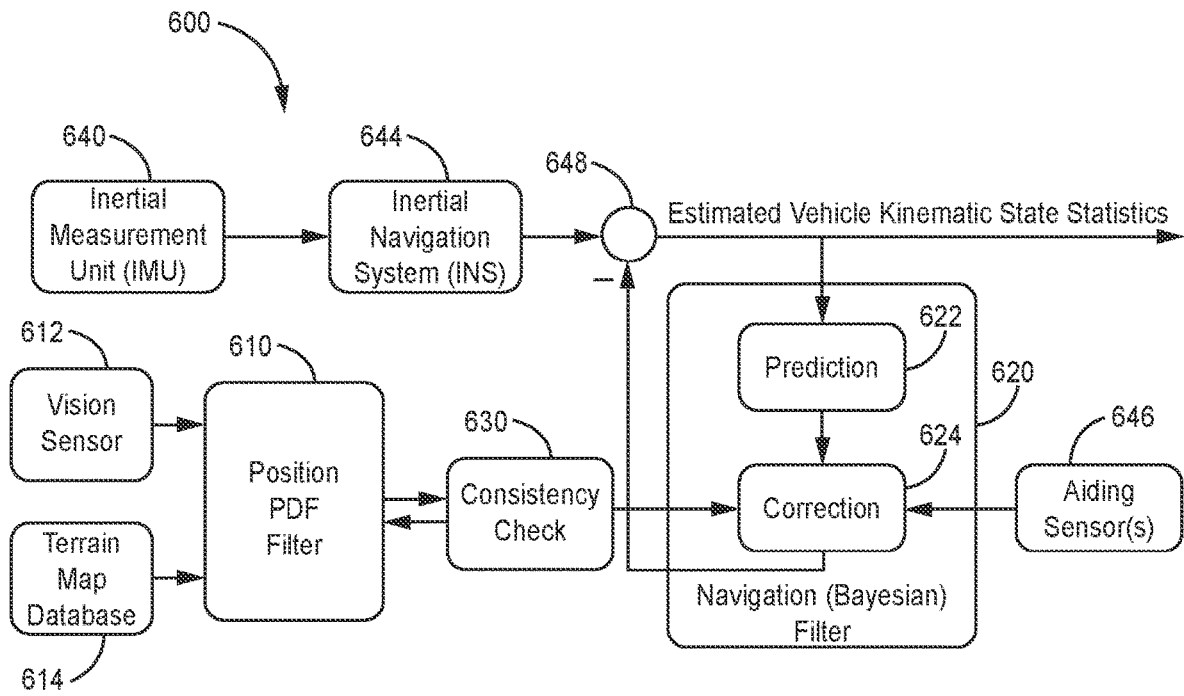 600
640
644
648
Inertial
Measurement
Unit (IMU)
Inertial
Navigation
System (INS)
Estimated Vehicle Kinematic State Statistics
–
612
610
622
Vision
Sensor
Prediction
620
630
624
646
Position
PDF
Filter
Consistency
Check
Correction
Aiding
Sensor(s)
Terrain
Map
Database
Navigation (Bayesian)
Filter
614